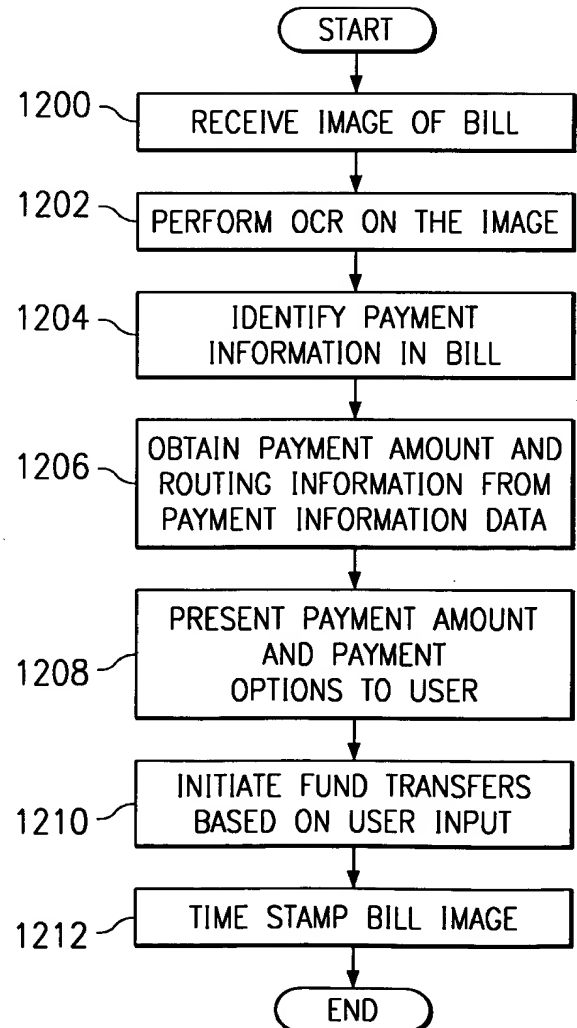 START
1200
RECEIVE IMAGE OF BILL
1202
PERFORM OCR ON THE IMAGE
1204
IDENTIFY PAYMENT
INFORMATION IN BILL
1206
OBTAIN PAYMENT AMOUNT AND
ROUTING INFORMATION FROM
PAYMENT INFORMATION DATA
1208
PRESENT PAYMENT AMOUNT
AND PAYMENT
OPTIONS TO USER
1210
INITIATE FUND TRANSFERS
BASED ON USER INPUT
1212
TIME STAMP BILL IMAGE
END